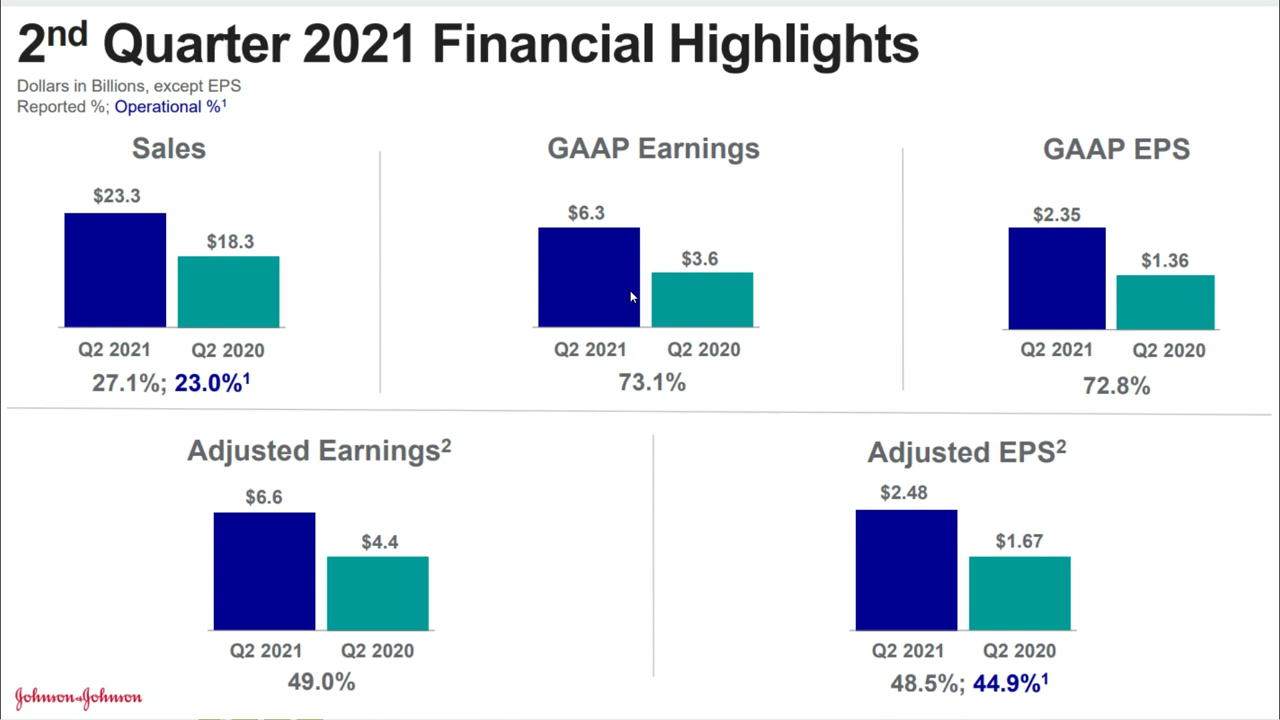 2nd Quarter 2021 Financial Highlights
Dollars in Billions, except EPS
Reported %; Operational %1
Sales
$23.3
$18.3
Q2 2021
Q2 2020
27.1%; 23.0%1
GAAP Earnings
$6.3
$3.6
Q2 2021
Q2 2020
73.1%
GAAP EPS
$2.35
$1.36
Q2 2021
Q2 2020
72.8%
Adjusted Earnings2
$6.6
$4.4
Q2 2021
Q2 2020
49.0%
Adjusted EPS2
$2.48
$1.67
Q2 2021
Q2 2020
48.5%; 44.9%1
Johnson & Johnson